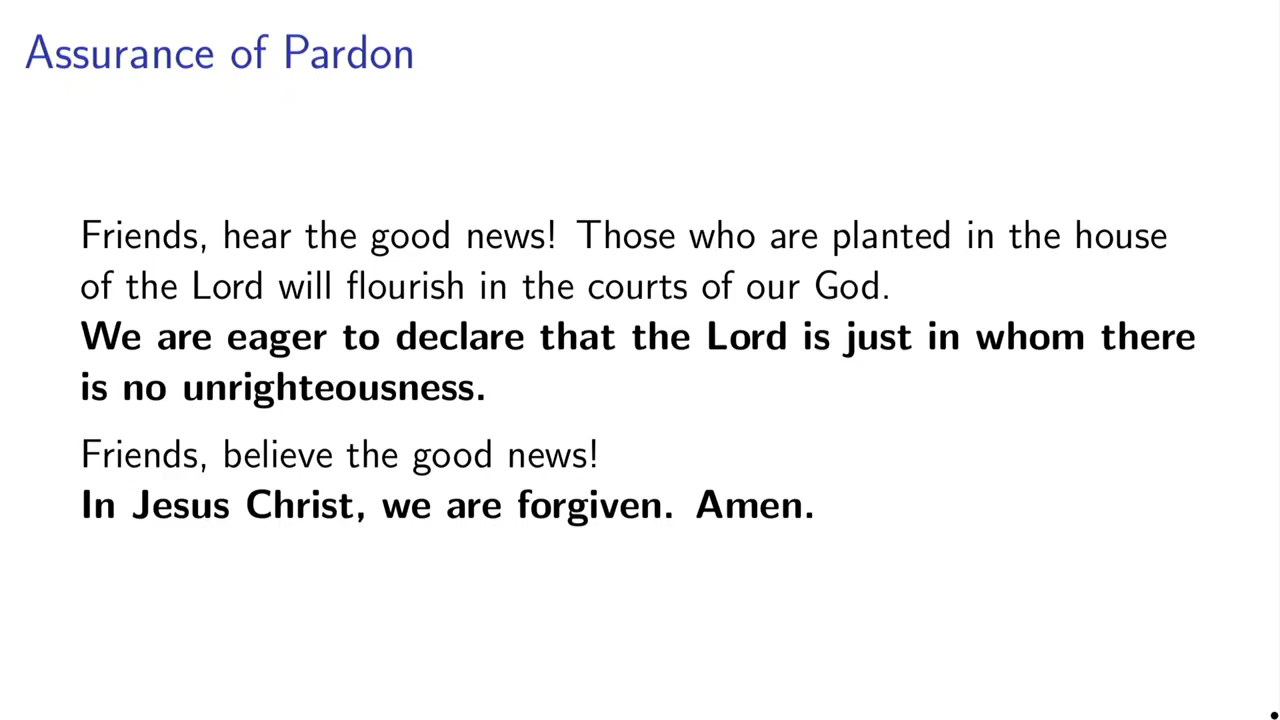 Assurance of Pardon
Friends, hear the good news! Those who are planted in the house
of the Lord will flourish in the courts of our God.
We are eager to declare that the Lord is just in whom there
is no unrighteousness.
Friends, believe the good news!
In Jesus Christ, we are forgiven. Amen.